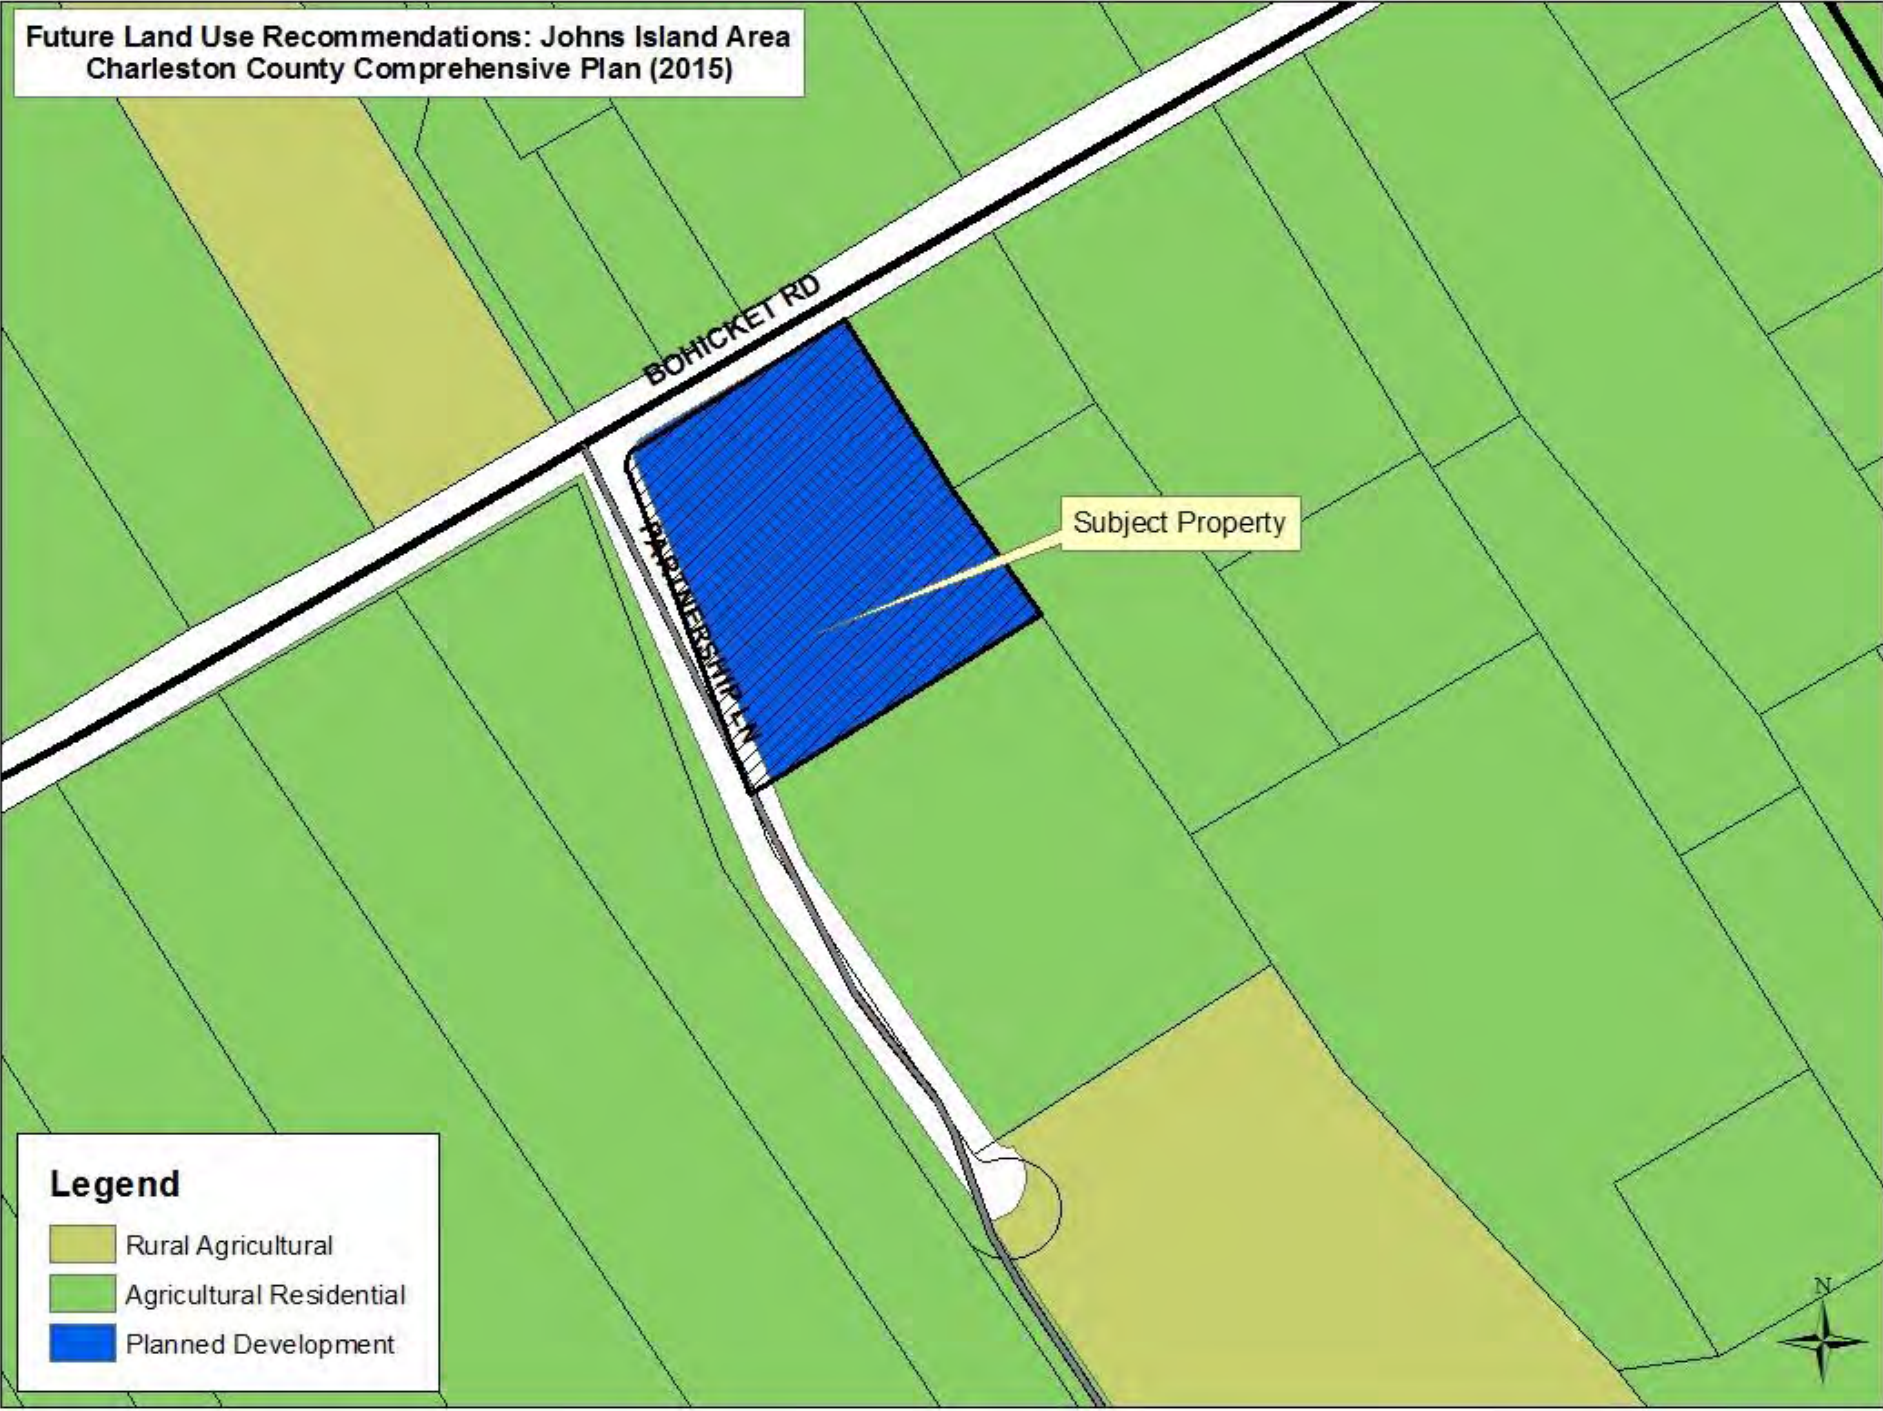 Future Land Use Recommendations: Johns Island Area
Charleston County Comprehensive Plan (2015)
BOHICKET RD
PARTNERSHIP LN
Subject Property
Legend
Rural Agricultural
Agricultural Residential
Planned Development
N